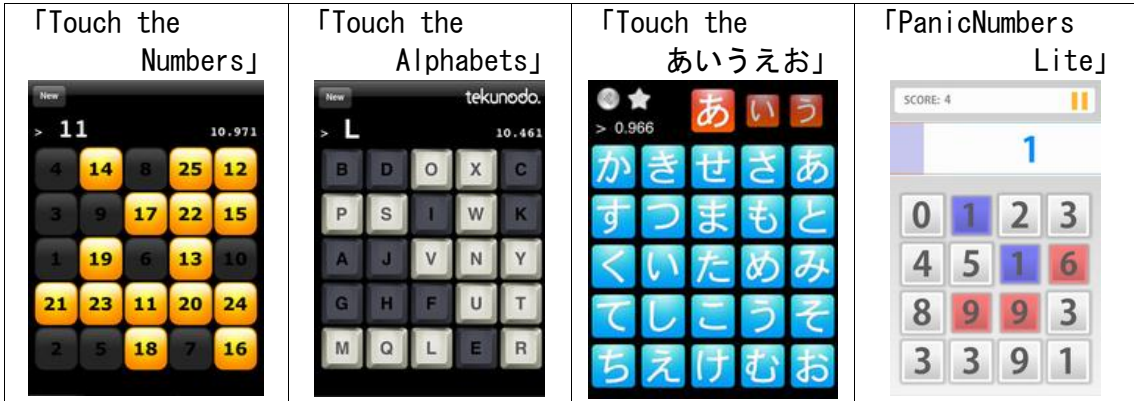 「Touch the
Numbers」
New
> 11 10.971
4 14 8 25 12
3 9 17 22 15
1 19 6 13 10
21 23 11 20 24
2 5 18 7 16
「Touch the
Alphabets」
New tekunodo.
> L 10.461
B D O X C
P S I W K
A J V N Y
G H F U T
M Q L E R
「Touch the
あいうえお」
あ い う
> 0.966
か き せ さ あ
す つ ま も と
く い た め み
て し こ う そ
ち え け む お
「PanicNumbers
Lite」
SCORE: 4
1
0 1 2 3
4 5 1 6
8 9 9 3
3 3 9 1